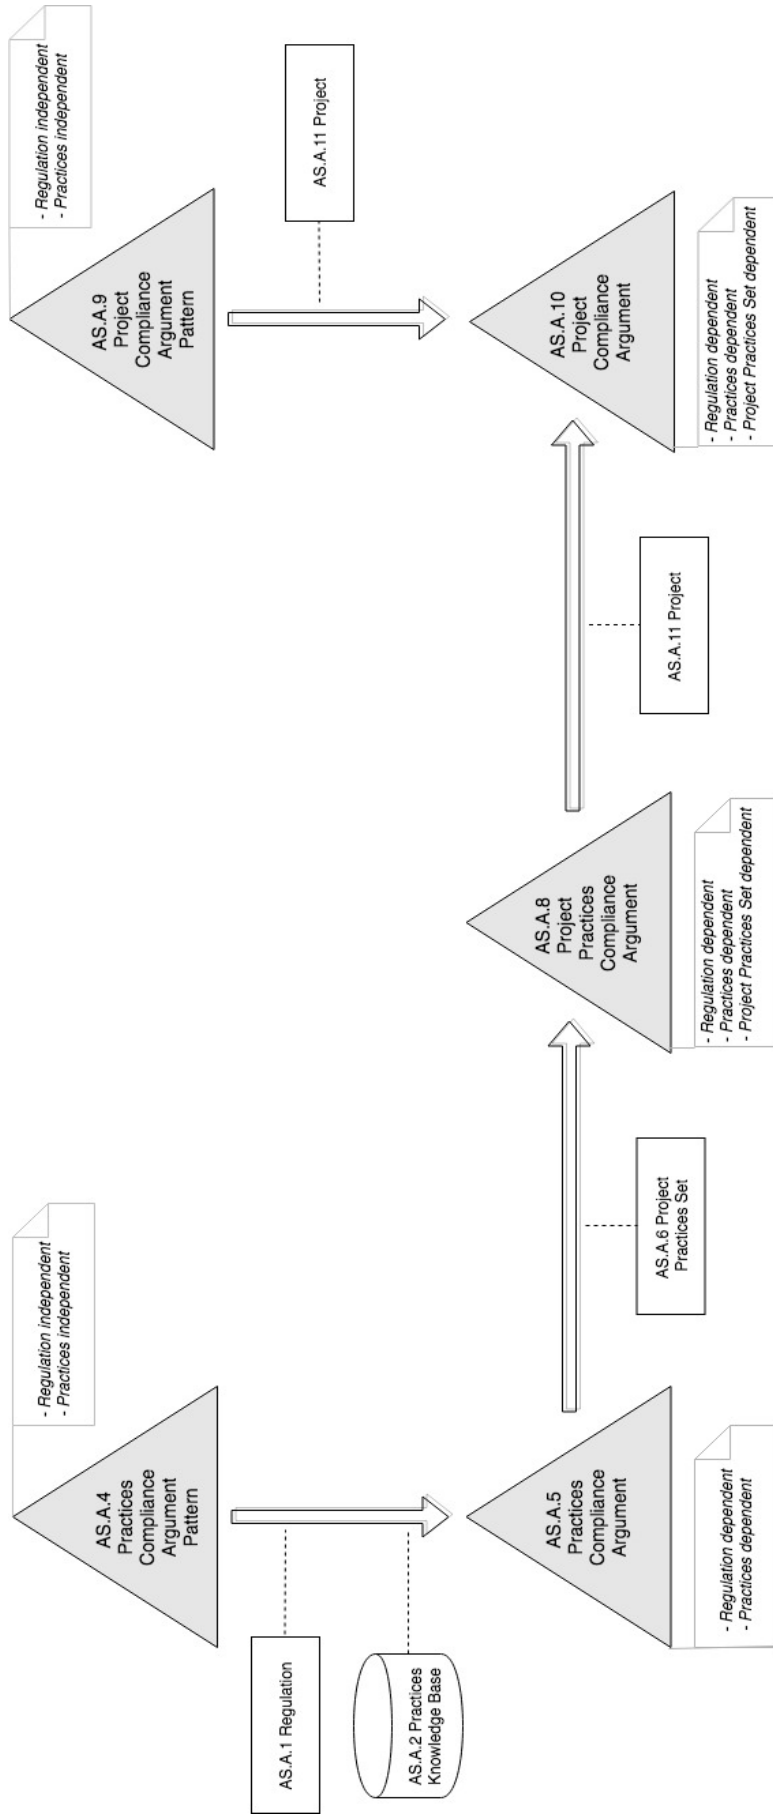 - Regulation independent
- Practices independent
AS.A.4
Practices
Compliance
Argument
Pattern
AS.A.1 Regulation
AS.A.2 Practices
Knowledge Base
AS.A.5
Practices
Compliance
Argument
- Regulation dependent
- Practices dependent
AS.A.6 Project
Practices Set
AS.A.8
Project
Practices
Compliance
Argument
- Regulation dependent
- Practices dependent
- Project Practices Set dependent
AS.A.11 Project
- Regulation independent
- Practices independent
AS.A.9
Project
Compliance
Argument
Pattern
AS.A.11 Project
AS.A.10
Project
Compliance
Argument
- Regulation dependent
- Practices dependent
- Project Practices Set dependent